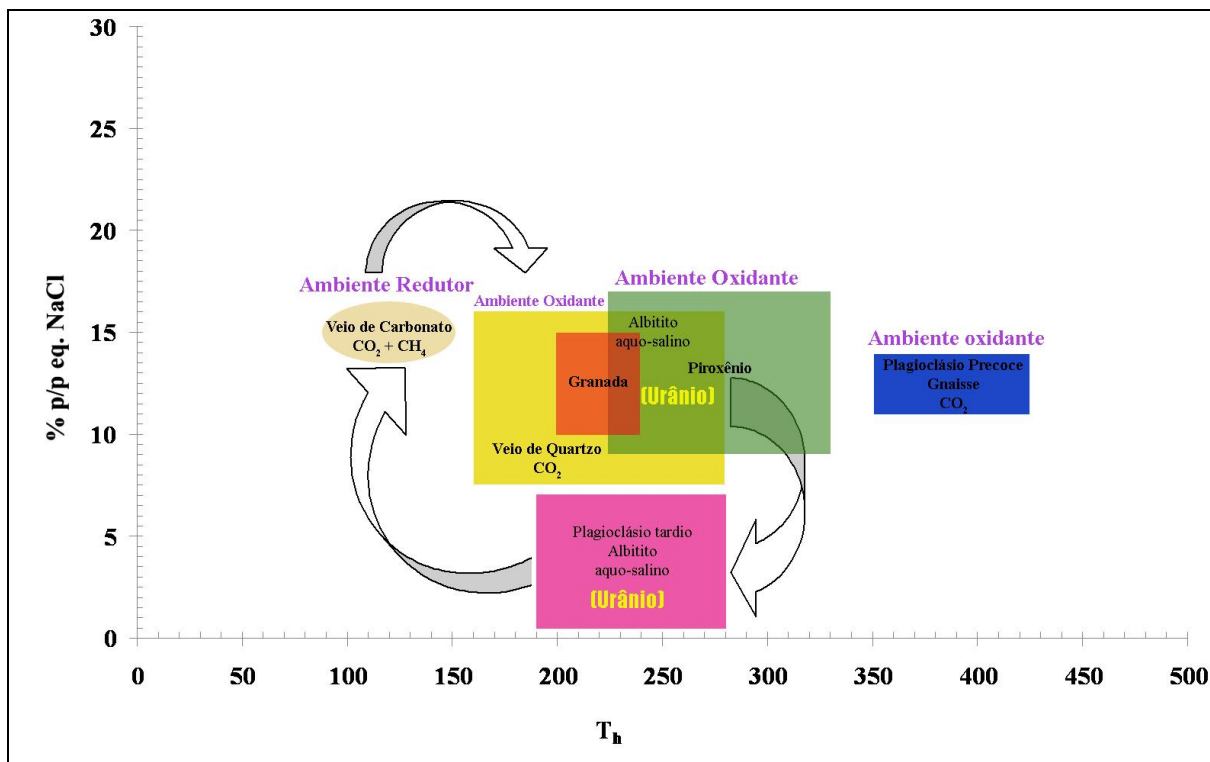 30
25
20
15
10
5
0
% p/p eq. NaCl
Ambiente Redutor
Veio de Carbonato
CO₂ + CH₄
Ambiente Oxidante
Ambiente Oxidante
Albitito
aquo-salino
Piroxênio
Granada
(Urânio)
Veio de Quartzo
CO₂
Ambiente oxidante
Plagioclásio Precoce
Gnaisse
CO₂
Plagioclásio tardio
Albitito
aquo-salino
(Urânio)
0 50 100 150 200 250 300 350 400 450 500
Tₕ